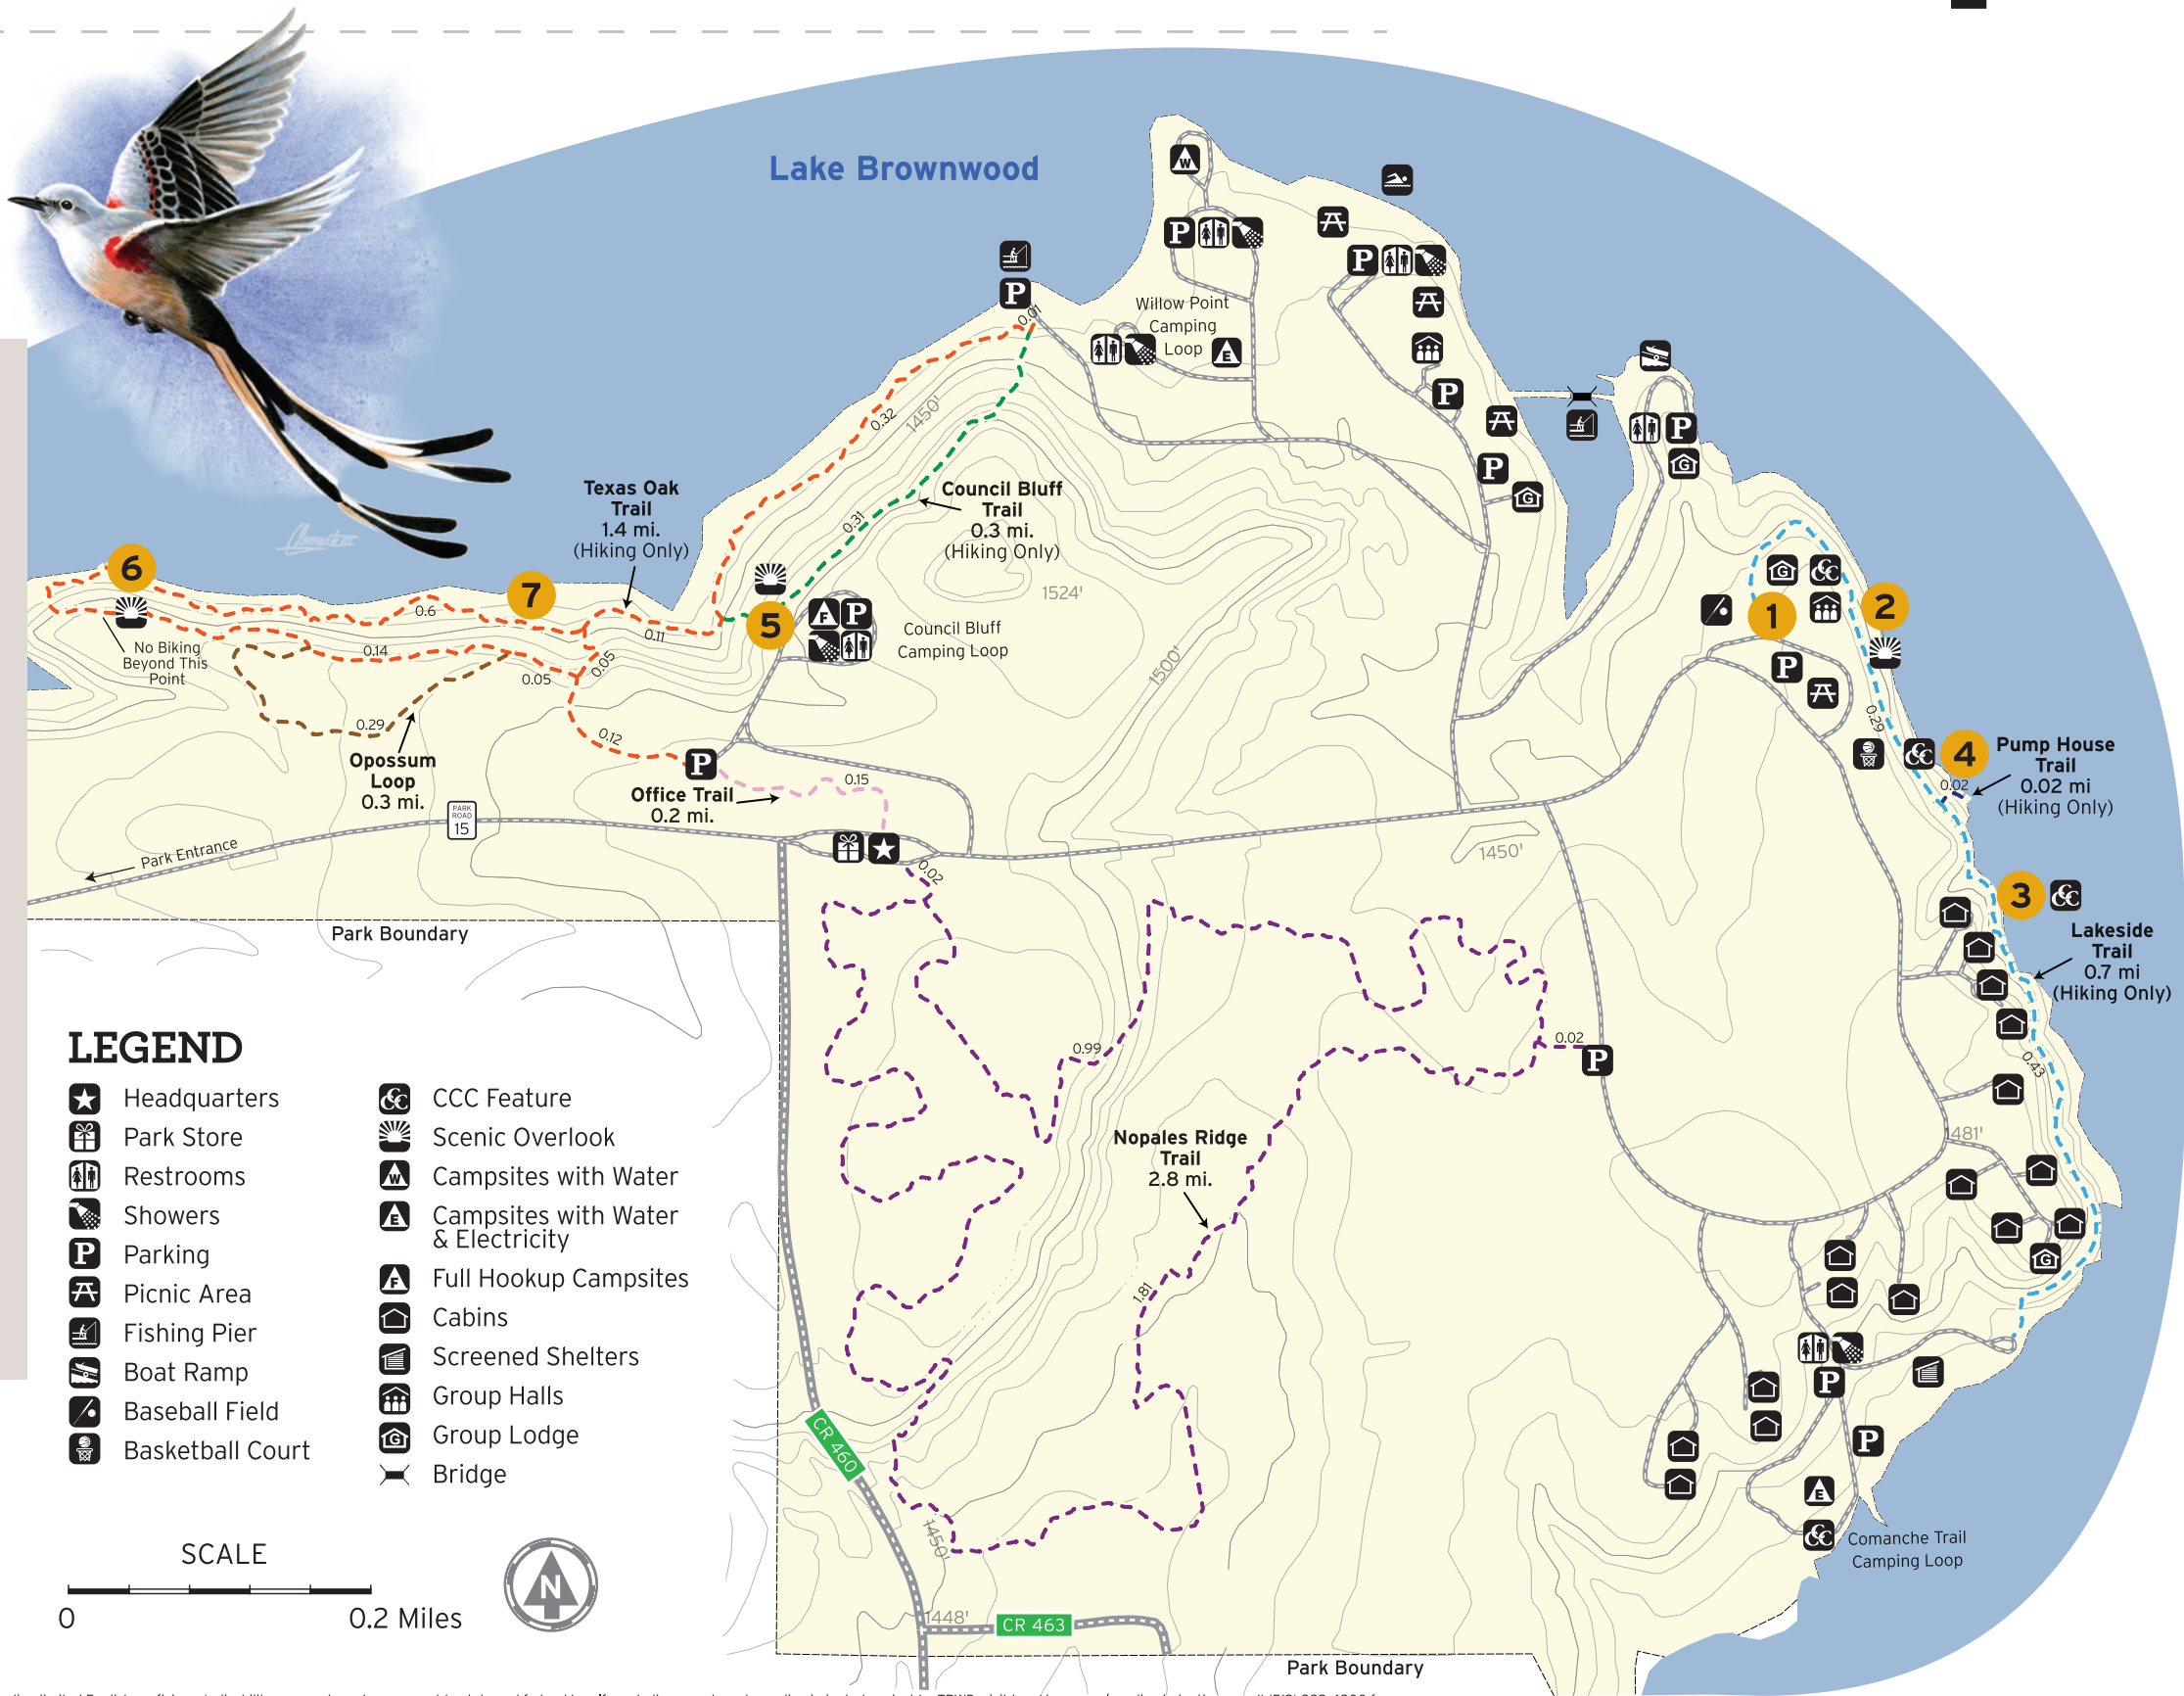 Lake Brownwood
W
P
P
P
0.01
Willow Point
Camping
Loop
E
0.32
1450'
P
P
P
G
G
Texas Oak
Trail
1.4 mi.
(Hiking Only)
Council Bluff
Trail
0.3 mi.
(Hiking Only)
0.31
1524'
G
CCC
6
7
5
1
2
0.6
0.11
0.14
0.05
0.05
No Biking
Beyond This
Point
F
P
Council Bluff
Camping Loop
1500'
P
0.29
0.29
0.12
Opossum
Loop
0.3 mi.
P
0.15
Office Trail
0.2 mi.
CCC
4
0.02
Pump House
Trail
0.02 mi
(Hiking Only)
PARK
ROAD
15
Park Entrance
0.02
1450'
3
CCC
Lakeside
Trail
0.7 mi
(Hiking Only)
Park Boundary
0.99
0.02
P
0.43
1481'
Nopales Ridge
Trail
2.8 mi.
1.81
G
P
P
E
CCC
Comanche Trail
Camping Loop
CR 460
1450'
1448'
CR 463
Park Boundary
LEGEND
Headquarters
Park Store
Restrooms
Showers
P Parking
Picnic Area
Fishing Pier
Boat Ramp
Baseball Field
Basketball Court
CCC CCC Feature
Scenic Overlook
W Campsites with Water
E Campsites with Water
& Electricity
F Full Hookup Campsites
Cabins
Screened Shelters
Group Halls
G Group Lodge
Bridge
SCALE
0 0.2 Miles
N